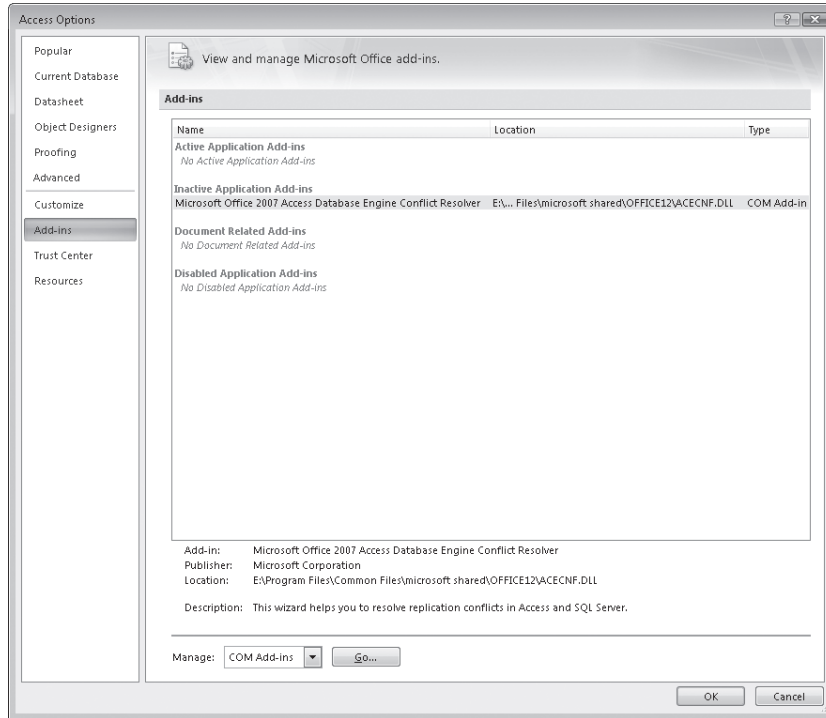 Access Options
Popular
Current Database
Datasheet
Object Designers
Proofing
Advanced
Customize
Add-ins
Trust Center
Resources
View and manage Microsoft Office add-ins.
Add-ins
Name Location Type
Active Application Add-ins
No Active Application Add-ins
Inactive Application Add-ins
Microsoft Office 2007 Access Database Engine Conflict Resolver E:\... Files\microsoft shared\OFFICE12\ACECNF.DLL COM Add-in
Document Related Add-ins
No Document Related Add-ins
Disabled Application Add-ins
No Disabled Application Add-ins
Add-in: Microsoft Office 2007 Access Database Engine Conflict Resolver
Publisher: Microsoft Corporation
Location: E:\Program Files\Common Files\microsoft shared\OFFICE12\ACECNF.DLL
Description: This wizard helps you to resolve replication conflicts in Access and SQL Server.
Manage: COM Add-ins Go...
OK Cancel